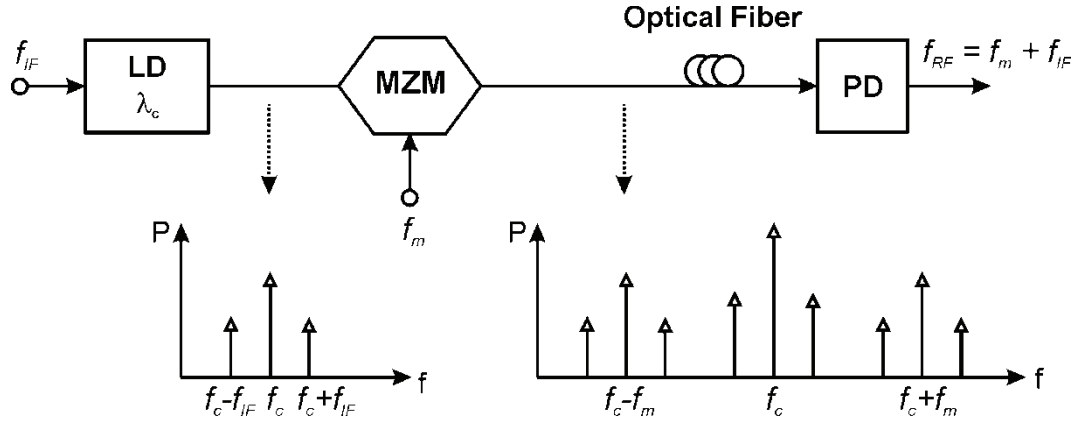 Optical Fiber
f_IF
LD
λ_c
MZM
PD
f_RF = f_m + f_IF
f_m
P
P
f
f
f_c-f_IF f_c f_c+f_IF
f_c-f_m
f_c
f_c+f_m